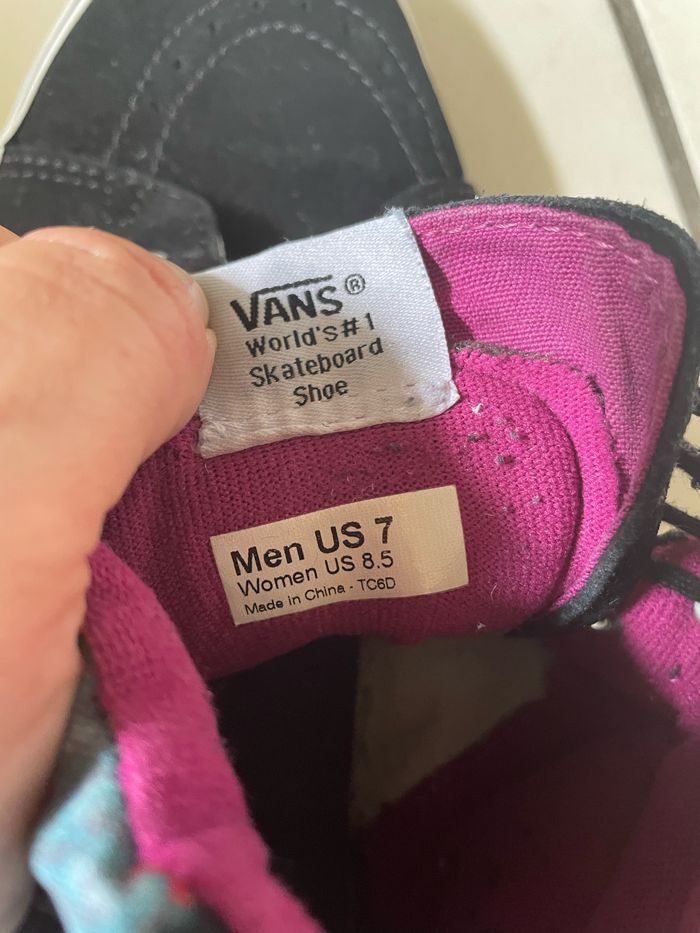 VANS®
World's #1
Skateboard
Shoe
Men US 7
Women US 8.5
Made in China - TC6D